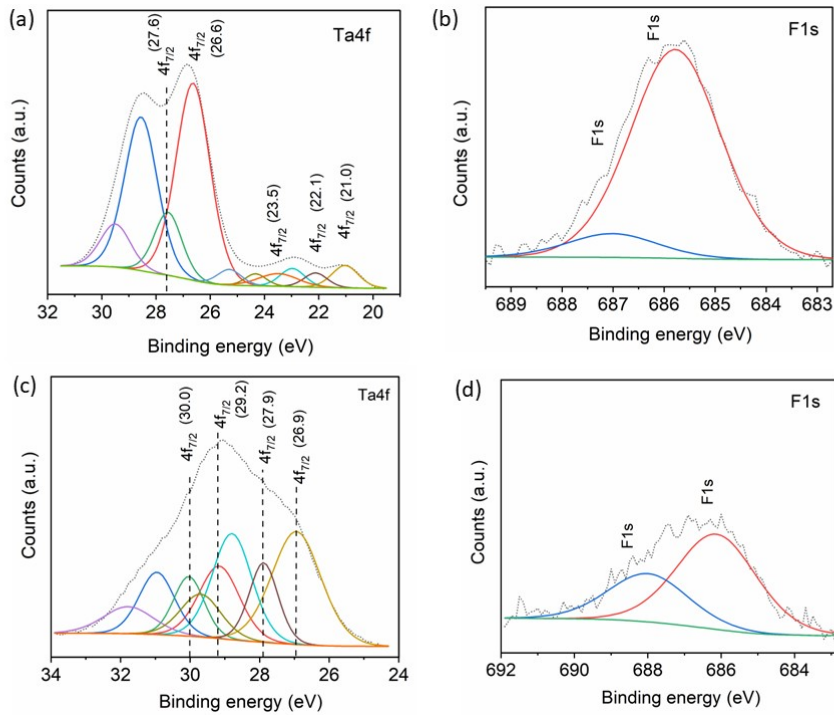 (a)
Ta4f
4f7/2 (27.6)
4f7/2 (26.6)
4f7/2 (23.5)
4f7/2 (22.1)
4f7/2 (21.0)
Counts (a.u.)
32 30 28 26 24 22 20
Binding energy (eV)
(b)
F1s
F1s
F1s
Counts (a.u.)
689 688 687 686 685 684 683
Binding energy (eV)
(c)
Ta4f
4f7/2 (30.0)
4f7/2 (29.2)
4f7/2 (27.9)
4f7/2 (26.9)
Counts (a.u.)
34 32 30 28 26 24
Binding energy (eV)
(d)
F1s
F1s
F1s
Counts (a.u.)
692 690 688 686 684
Binding energy (eV)